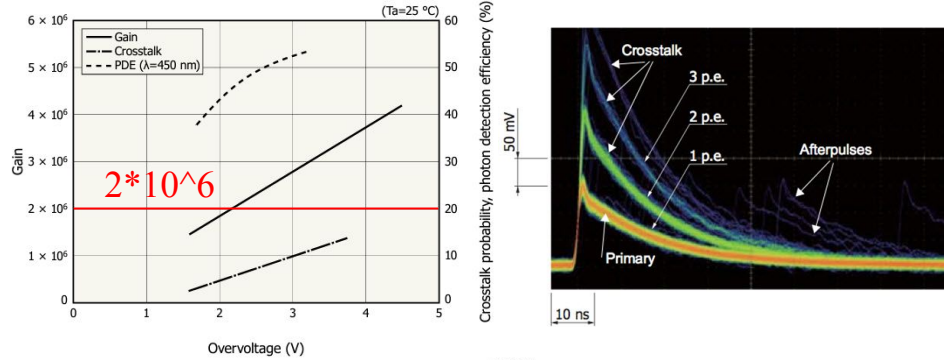 (Ta=25 °C)
6 × 10⁶
5 × 10⁶
4 × 10⁶
3 × 10⁶
2 × 10⁶
1 × 10⁶
0
Gain
Gain
Crosstalk
PDE (λ=450 nm)
2*10^6
60
50
40
30
20
10
0
Crosstalk probability, photon detection efficiency (%)
0
1
2
3
4
5
Overvoltage (V)
Crosstalk
3 p.e.
2 p.e.
1 p.e.
Afterpulses
Primary
50 mV
10 ns